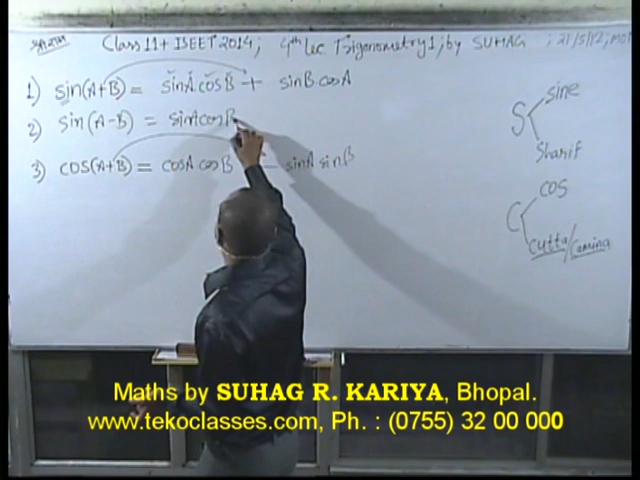 Class 11 + ISEET 2014; 4th Lec Trigonometry 1; by SUHAG ; 21/5/12,
1) sin(A+B) = sinA cosB + sinB cosA
2) sin(A-B) = sinA cosB
3) cos(A+B) = cosA cosB - sinA sinB
S sine
Sharif
C cos
cutta/camina
Maths by SUHAG R. KARIYA, Bhopal.
www.tekoclasses.com, Ph. : (0755) 32 00 000